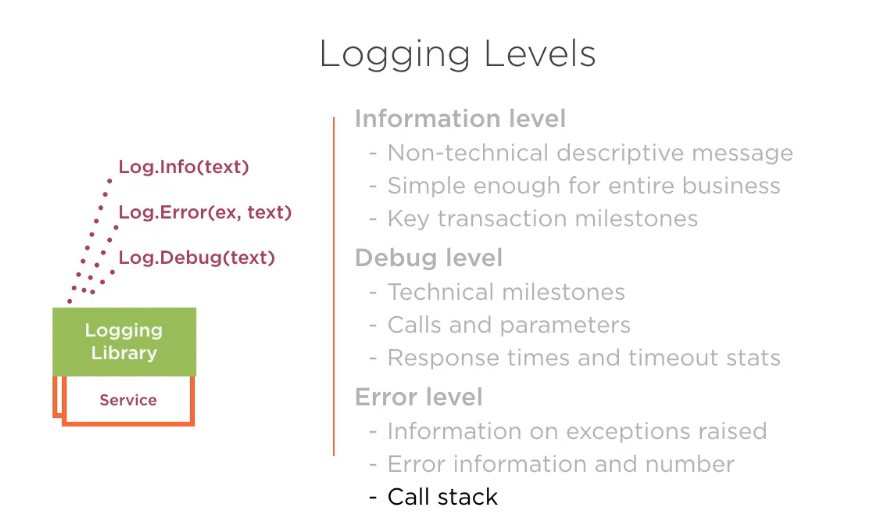 Logging Levels
Log.Info(text)
Log.Error(ex, text)
Log.Debug(text)
Logging
Library
Service
Information level
- Non-technical descriptive message
- Simple enough for entire business
- Key transaction milestones
Debug level
- Technical milestones
- Calls and parameters
- Response times and timeout stats
Error level
- Information on exceptions raised
- Error information and number
- Call stack